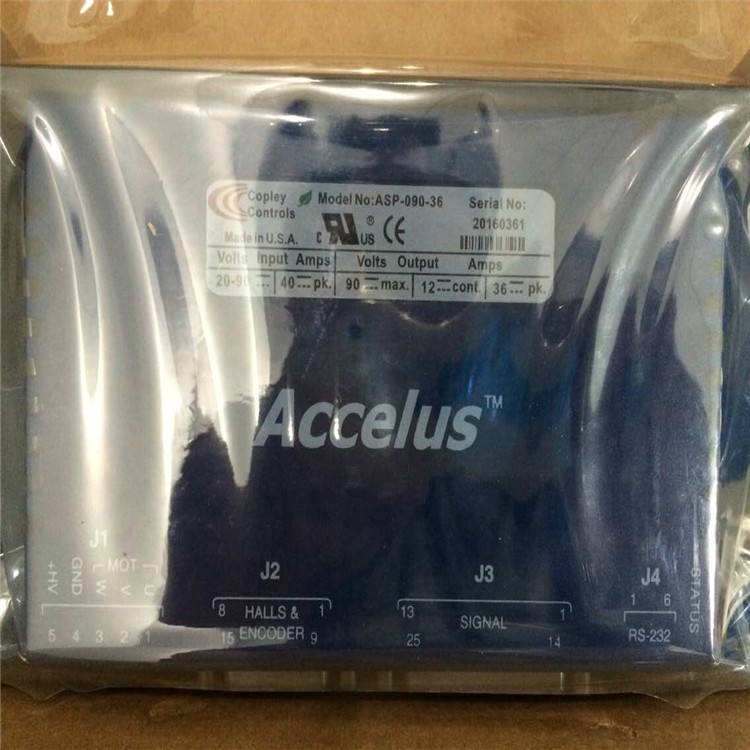 Copley Controls
Model No:ASP-090-36
Serial No:
20160361
Made in U.S.A.
C
US
®
CE
Volts Input Amps
Volts Output Amps
20-90
40 pk.
90 max.
12 cont.
36 pk.
Accelus™
J1
MOT
+HV GND W V U
5 4 3 2 1
J2
8 1
HALLS &
ENCODER
15 9
J3
13 1
SIGNAL
25 14
J4
1 6
RS-232
STATUS